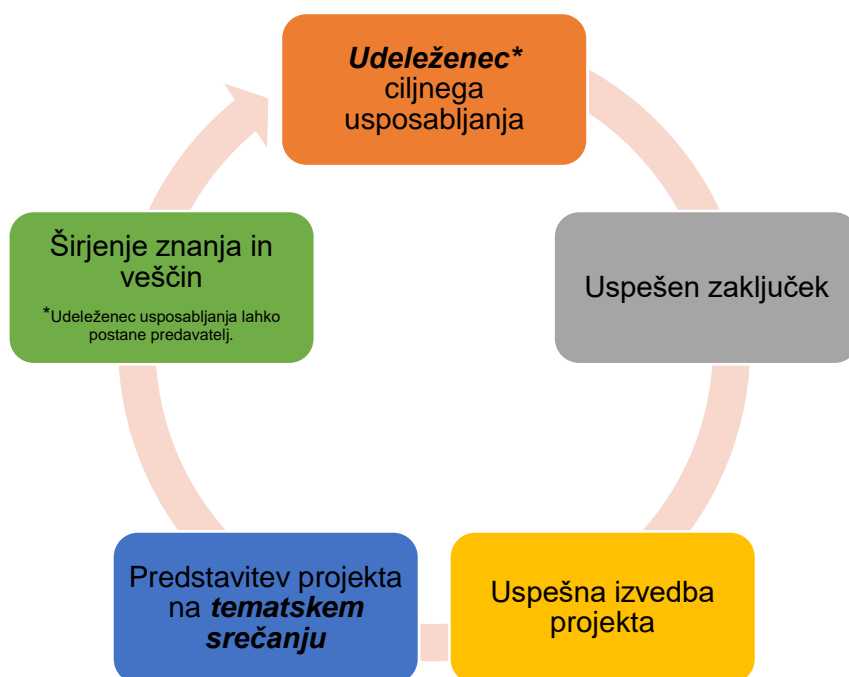 Udeleženec*
ciljnega
usposabljanja
Uspešen zaključek
Uspešna izvedba
projekta
Predstavitev projekta
na tematskem
srečanju
Širjenje znanja in
veščin
*Udeleženec usposabljanja lahko
postane predavatelj.